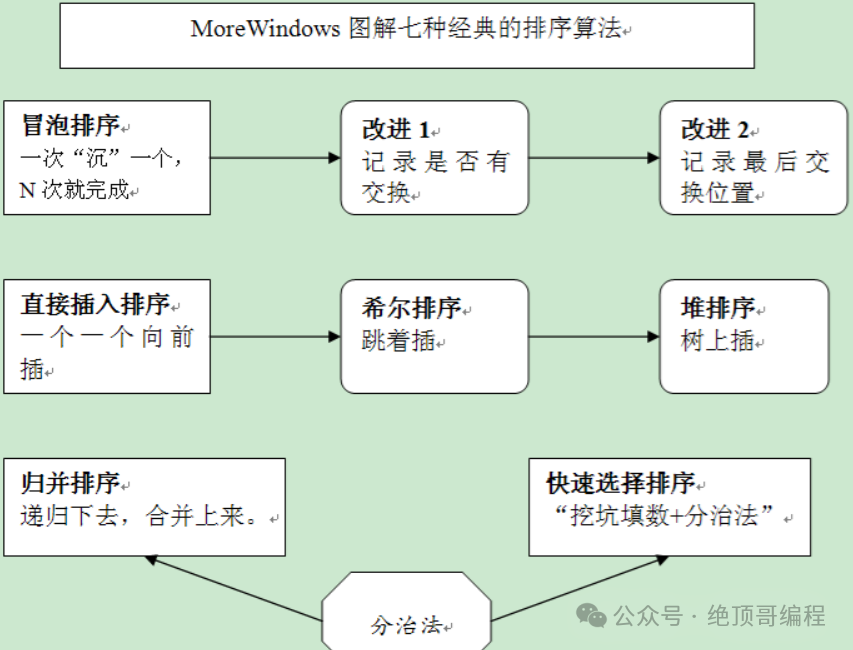 MoreWindows 图解七种经典的排序算法
冒泡排序
一次“沉”一个，
N 次就完成
改进 1
记录是否有
交换
改进 2
记录最后交
换位置
直接插入排序
一个一个向前
插
希尔排序
跳着插
堆排序
树上插
归并排序
递归下去，合并上来。
快速选择排序
“挖坑填数+分治法”
分治法
公众号 · 绝顶哥编程